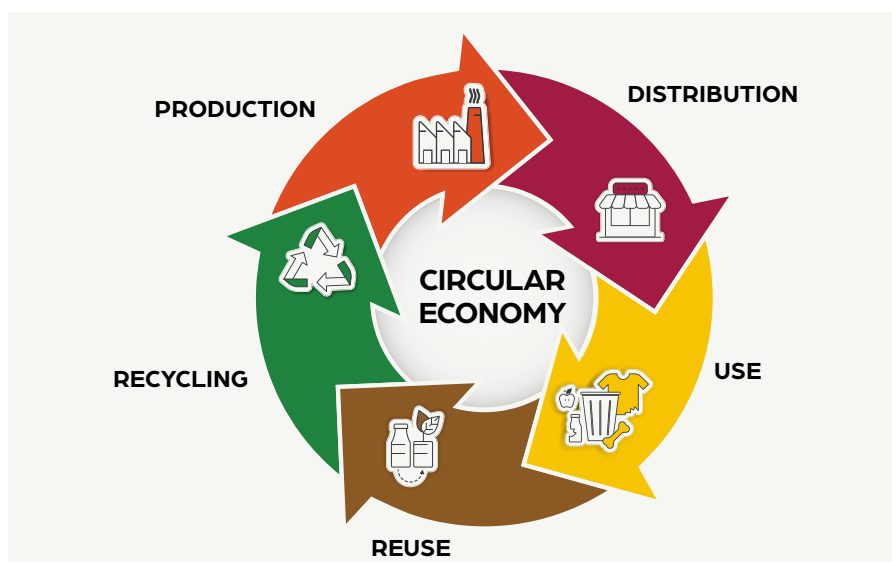 PRODUCTION
DISTRIBUTION
CIRCULAR
ECONOMY
USE
RECYCLING
REUSE